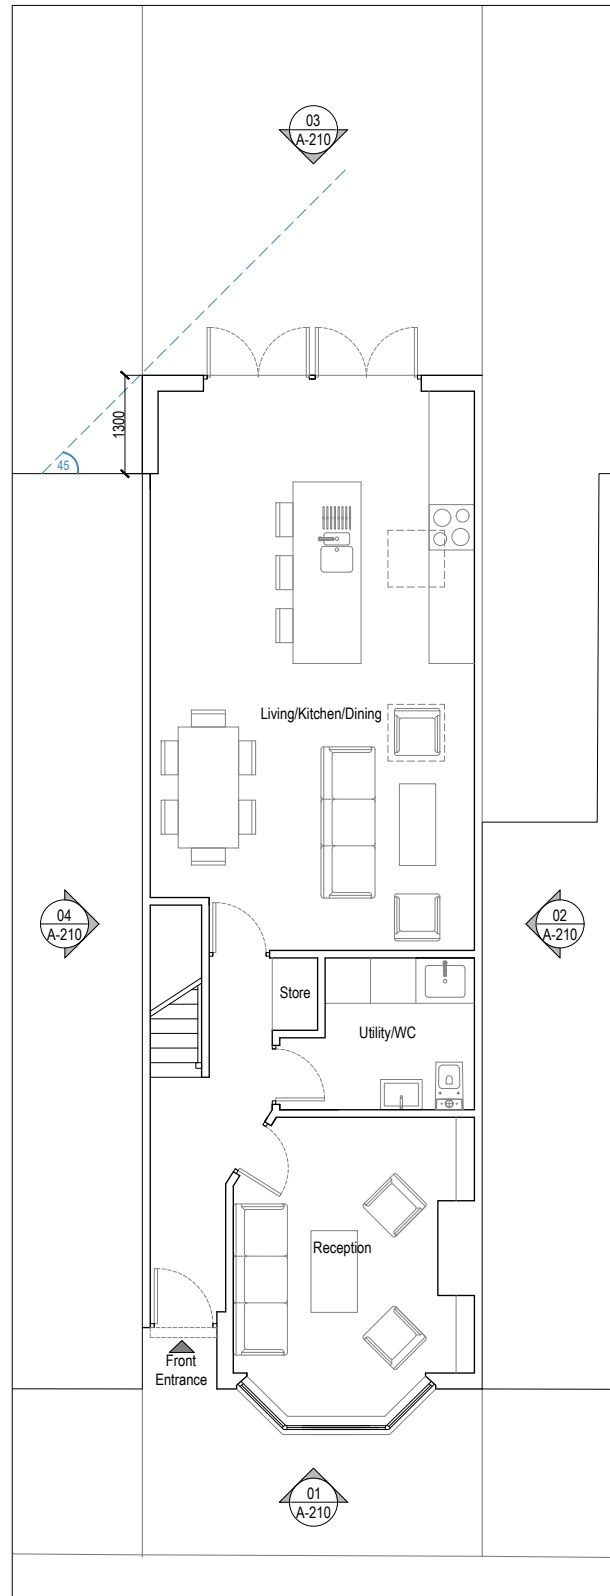 03
A-210
1300
45
Living/Kitchen/Dining
04
A-210
02
A-210
Store
Utility/WC
Reception
Front
Entrance
01
A-210